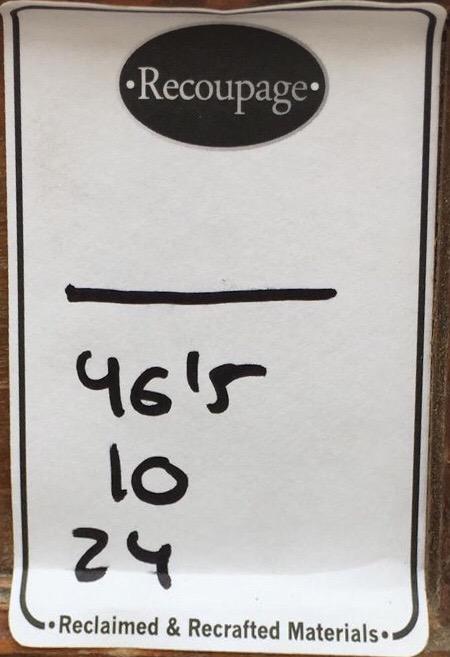 •Recoupage•
46'5
10
24
•Reclaimed & Recrafted Materials•